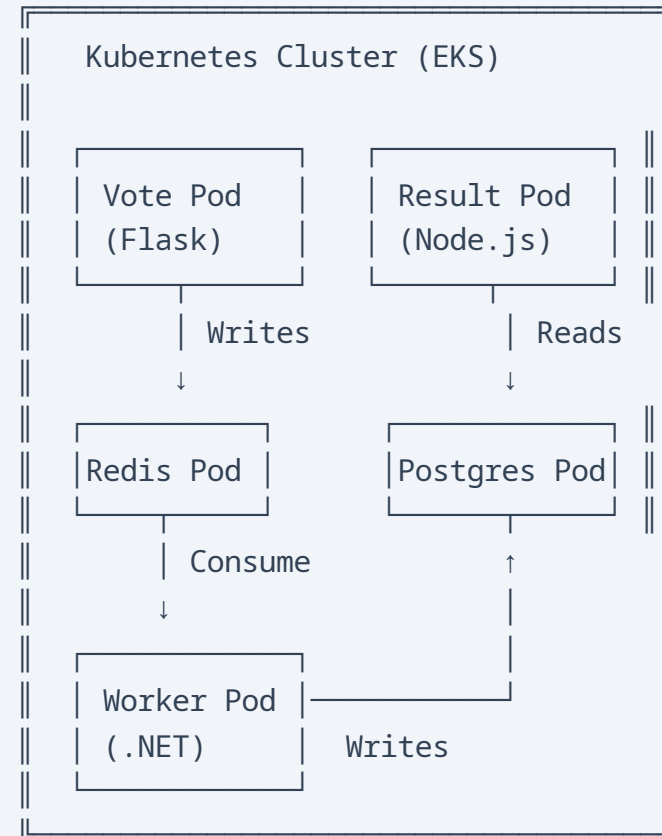 Kubernetes Cluster (EKS)
Vote Pod
(Flask)
Result Pod
(Node.js)
Writes
Reads
Redis Pod
Postgres Pod
Consume
Worker Pod
(.NET)
Writes